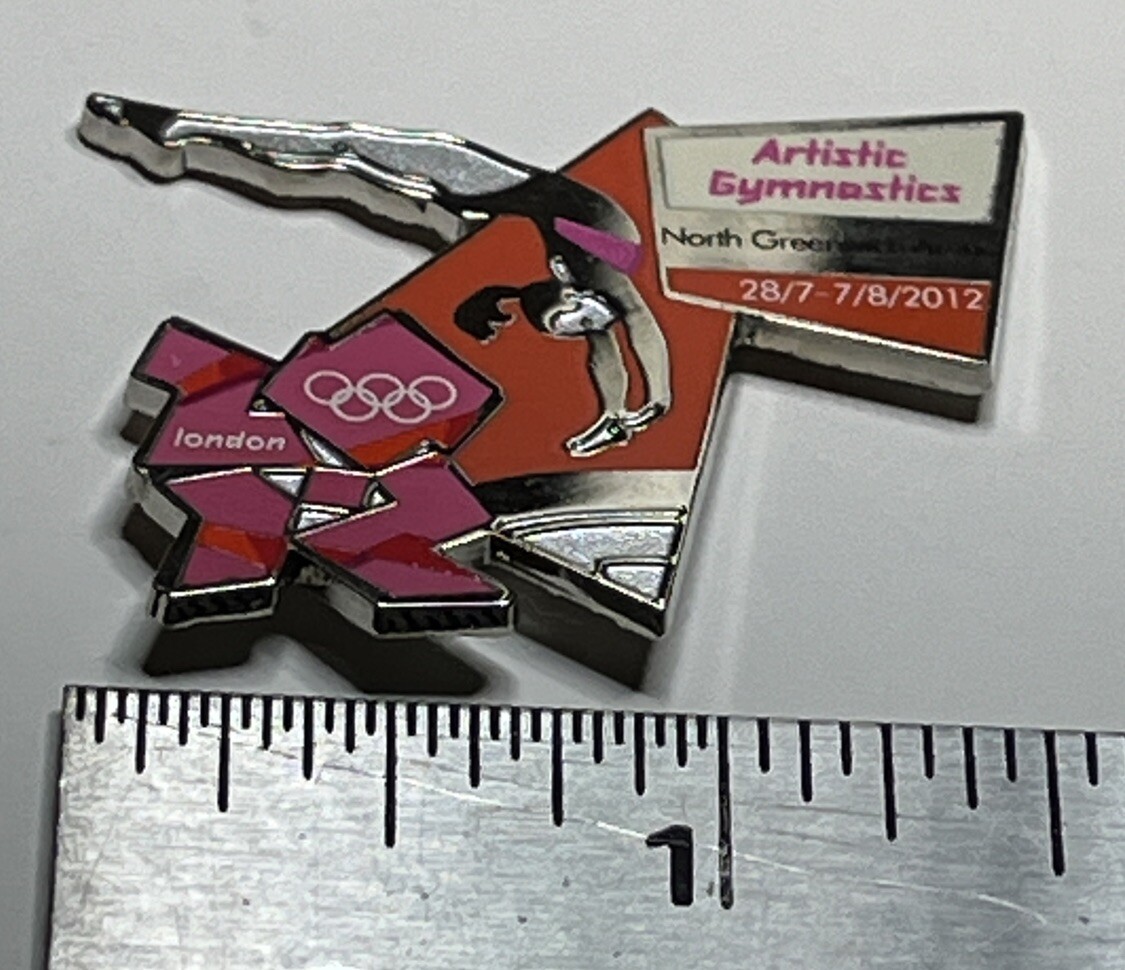 Artistic
Gymnastics
North
28/7-7/8/2012
london
1